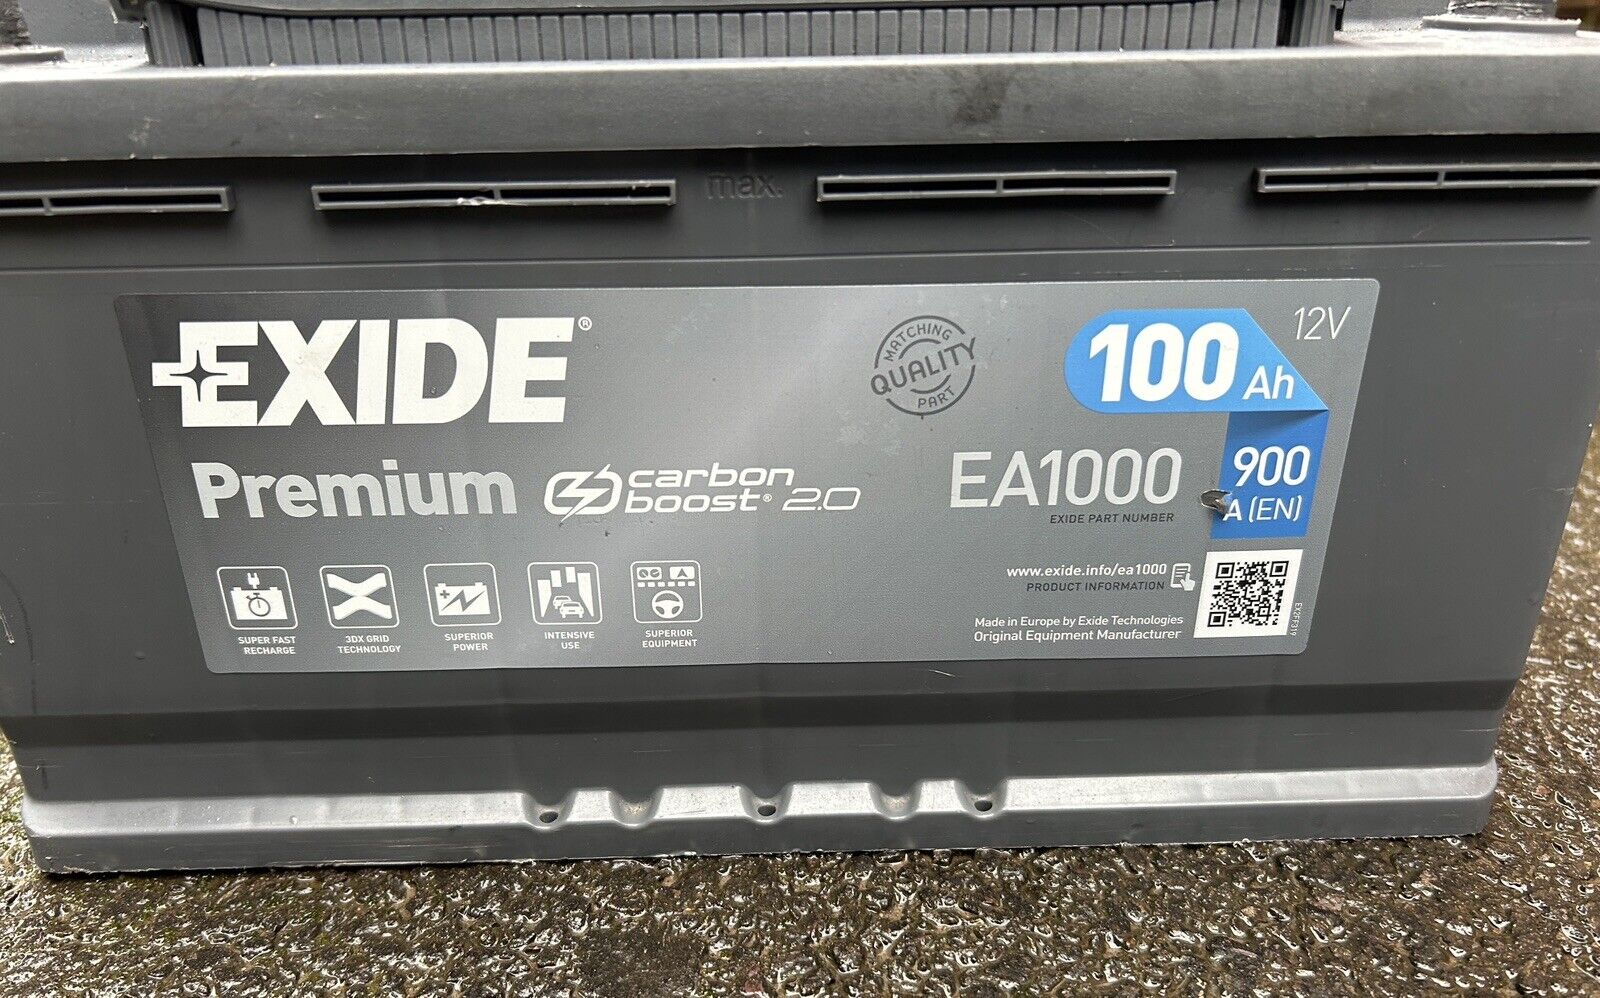 max.
EXIDE®
MATCHING
QUALITY
PART
100 Ah
12V
Premium
carbon
boost® 2.0
EA1000
EXIDE PART NUMBER
900
A (EN)
www.exide.info/ea1000
PRODUCT INFORMATION
Made in Europe by Exide Technologies
Original Equipment Manufacturer
EX2FF319
SUPER FAST
RECHARGE
3DX GRID
TECHNOLOGY
SUPERIOR
POWER
INTENSIVE
USE
SUPERIOR
EQUIPMENT